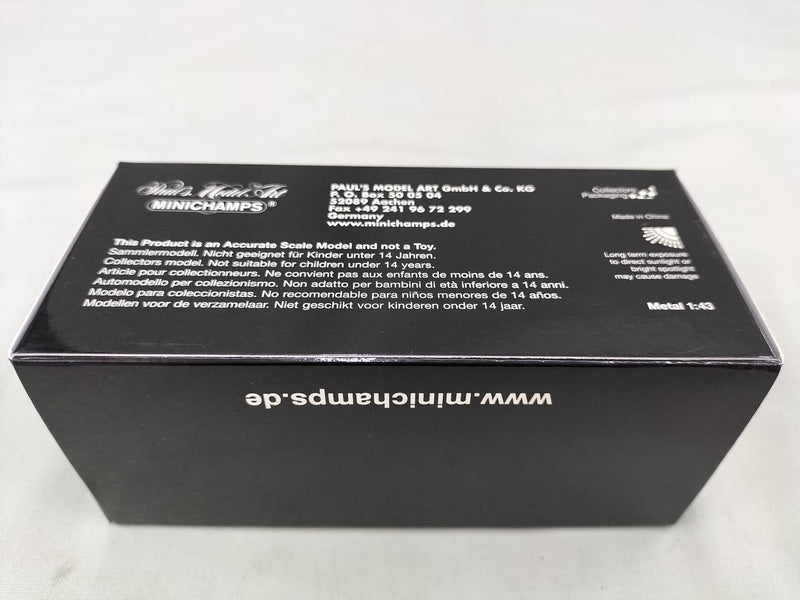 Paul's Model Art
MINICHAMPS®
PAUL'S MODEL ART GmbH & Co. KG
P. O. Box 50 05 04
52089 Aachen
Fax +49 241 96 72 299
Germany
www.minichamps.de
Collectors
Packaging
Made in China
This Product is an Accurate Scale Model and not a Toy.
Sammlermodell. Nicht geeignet für Kinder unter 14 Jahren.
Collectors model. Not suitable for children under 14 years.
Article pour collectionneurs. Ne convient pas aux enfants de moins de 14 ans.
Automodello per collezionismo. Non adatto per bambini di età inferiore a 14 anni.
Modelo para coleccionistas. No recomendable para niños menores de 14 años.
Modellen voor de verzamelaar. Niet geschikt voor kinderen onder 14 jaar.
Long term exposure
to direct sunlight or
bright spotlight
may cause damage
Metal 1:43
www.minichamps.de